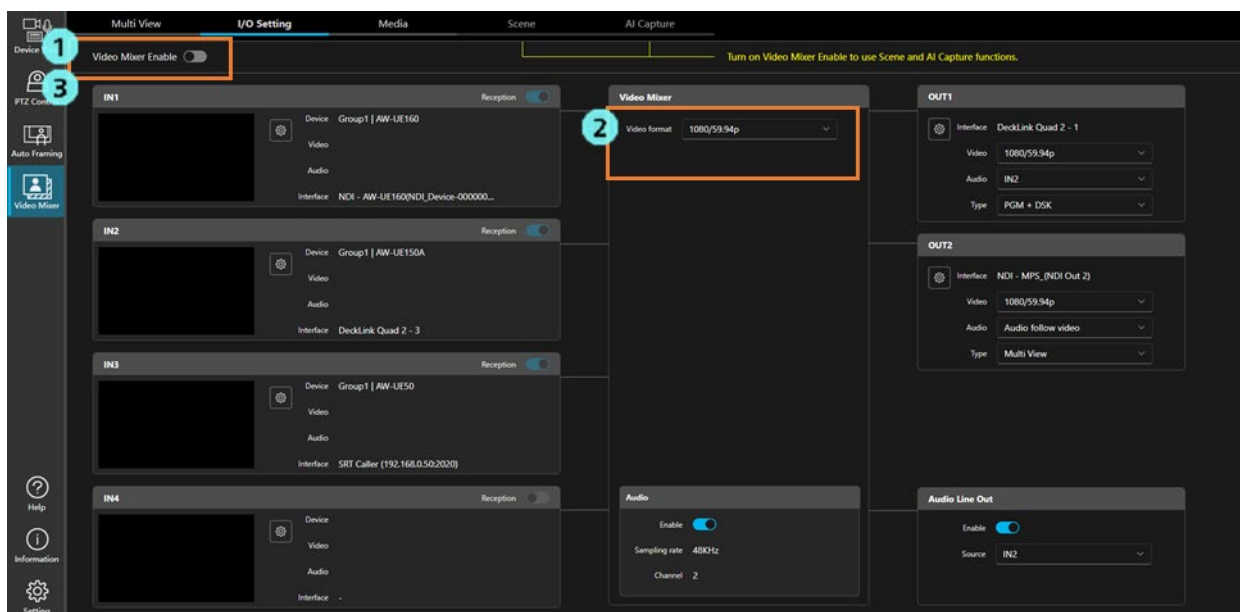 Multi View
I/O Setting
Media
Scene
AI Capture
Video Mixer Enable
Turn on Video Mixer Enable to use Scene and AI Capture functions.
1
3
2
Device
PTZ
Auto Framing
Video Mixer
Help
Information
Setting
IN1
Reception
Device Group1 | AW-UE160
Video
Audio
Interface NDI - AW-UE160(NDI_Device-000000...
IN2
Reception
Device Group1 | AW-UE150A
Video
Audio
Interface DeckLink Quad 2 - 3
IN3
Reception
Device Group1 | AW-UE50
Video
Audio
Interface SRT Caller (192.168.0.50:2020)
IN4
Reception
Device
Video
Audio
Interface -
Video Mixer
Video format 1080/59.94p
Audio
Enable
Sampling rate 48KHz
Channel 2
OUT1
Interface DeckLink Quad 2 - 1
Video 1080/59.94p
Audio IN2
Type PGM + DSK
OUT2
Interface NDI - MPS_(NDI Out 2)
Video 1080/59.94p
Audio Audio follow video
Type Multi View
Audio Line Out
Enable
Source IN2